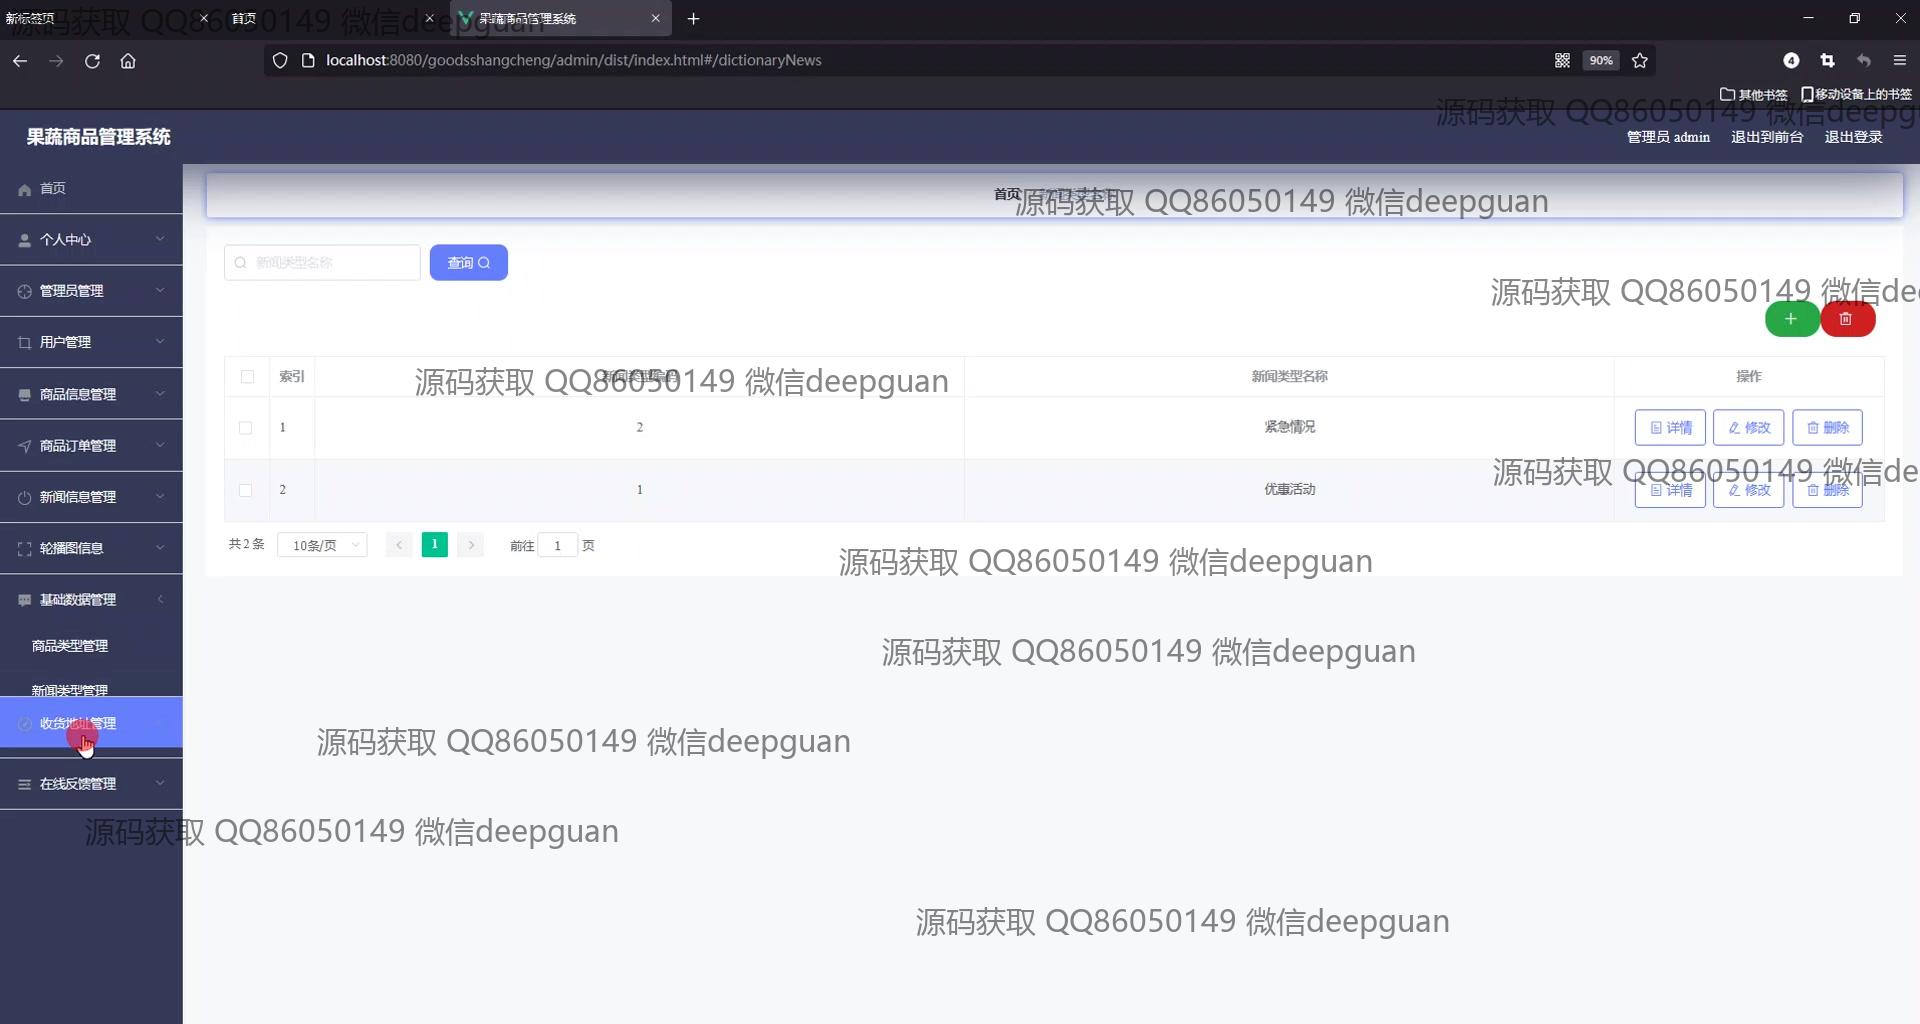 新标签页
首页
果蔬商品管理系统
localhost:8080/goodsshangcheng/admin/dist/index.html#/dictionaryNews
90%
4
其他书签
移动设备上的书签
果蔬商品管理系统
管理员 admin
退出到前台
退出登录
首页
个人中心
管理员管理
用户管理
商品信息管理
商品订单管理
新闻信息管理
轮播图信息
基础数据管理
商品类型管理
新闻类型管理
收货地址管理
在线反馈管理
首页
新闻类型名称
查询
索引
新闻类型编码
新闻类型名称
操作
1
2
紧急情况
详情
修改
删除
2
1
优惠活动
详情
修改
删除
共 2 条
10条/页
1
前往
1
页
源码获取 QQ86050149 微信deepguan
源码获取 QQ86050149 微信deepg
源码获取 QQ86050149 微信deepguan
源码获取 QQ86050149 微信de
源码获取 QQ86050149 微信deepguan
源码获取 QQ86050149 微信de
源码获取 QQ86050149 微信deepguan
源码获取 QQ86050149 微信deepguan
源码获取 QQ86050149 微信deepguan
源码获取 QQ86050149 微信deepguan
源码获取 QQ86050149 微信deepguan